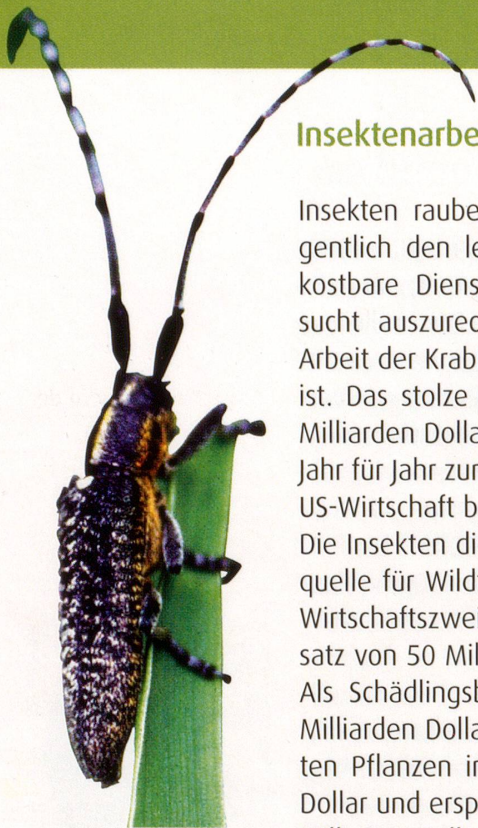 Insektenarbe
Insekten raube
gentlich den le
kostbare Diens
sucht auszurec
Arbeit der Krab
ist. Das stolze
Milliarden Dolla
Jahr für Jahr zur
US-Wirtschaft b
Die Insekten di
quelle für Wild
Wirtschaftszwei
satz von 50 Mil
Als Schädlingsb
Milliarden Dolla
ten Pflanzen i
Dollar und ersp